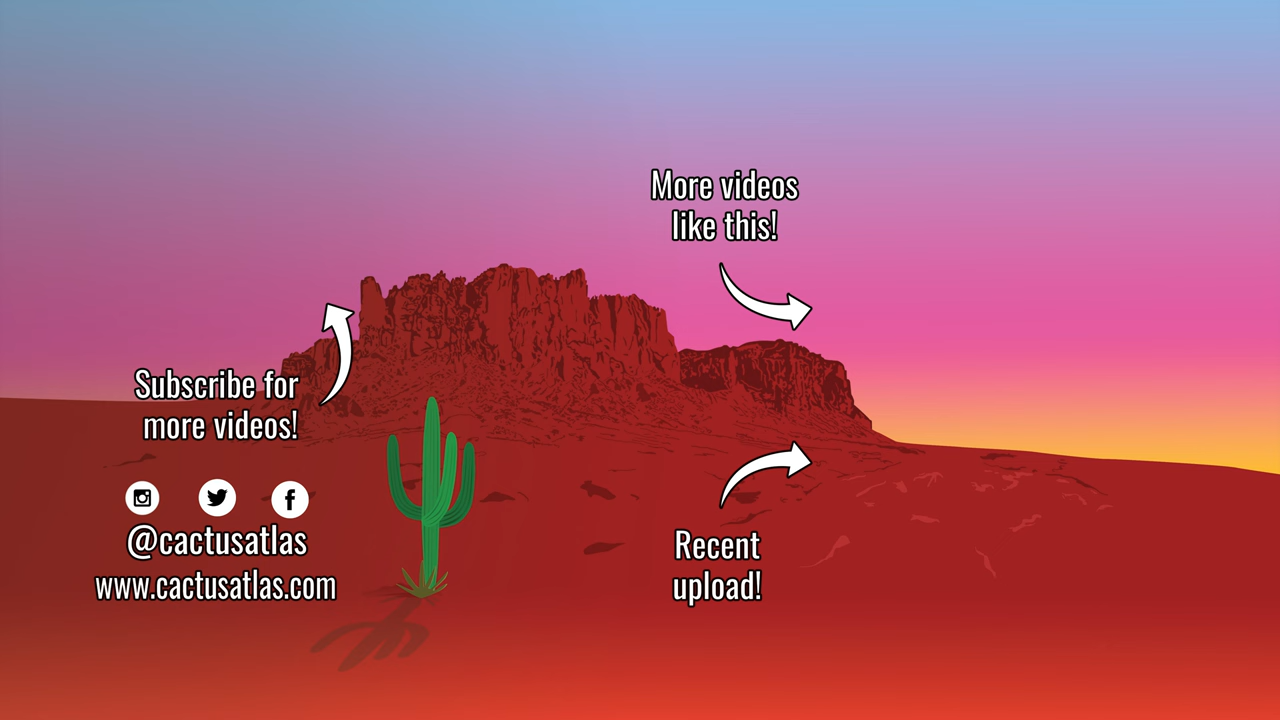 More videos
like this!
Subscribe for
more videos!
@cactusatlas
www.cactusatlas.com
Recent
upload!